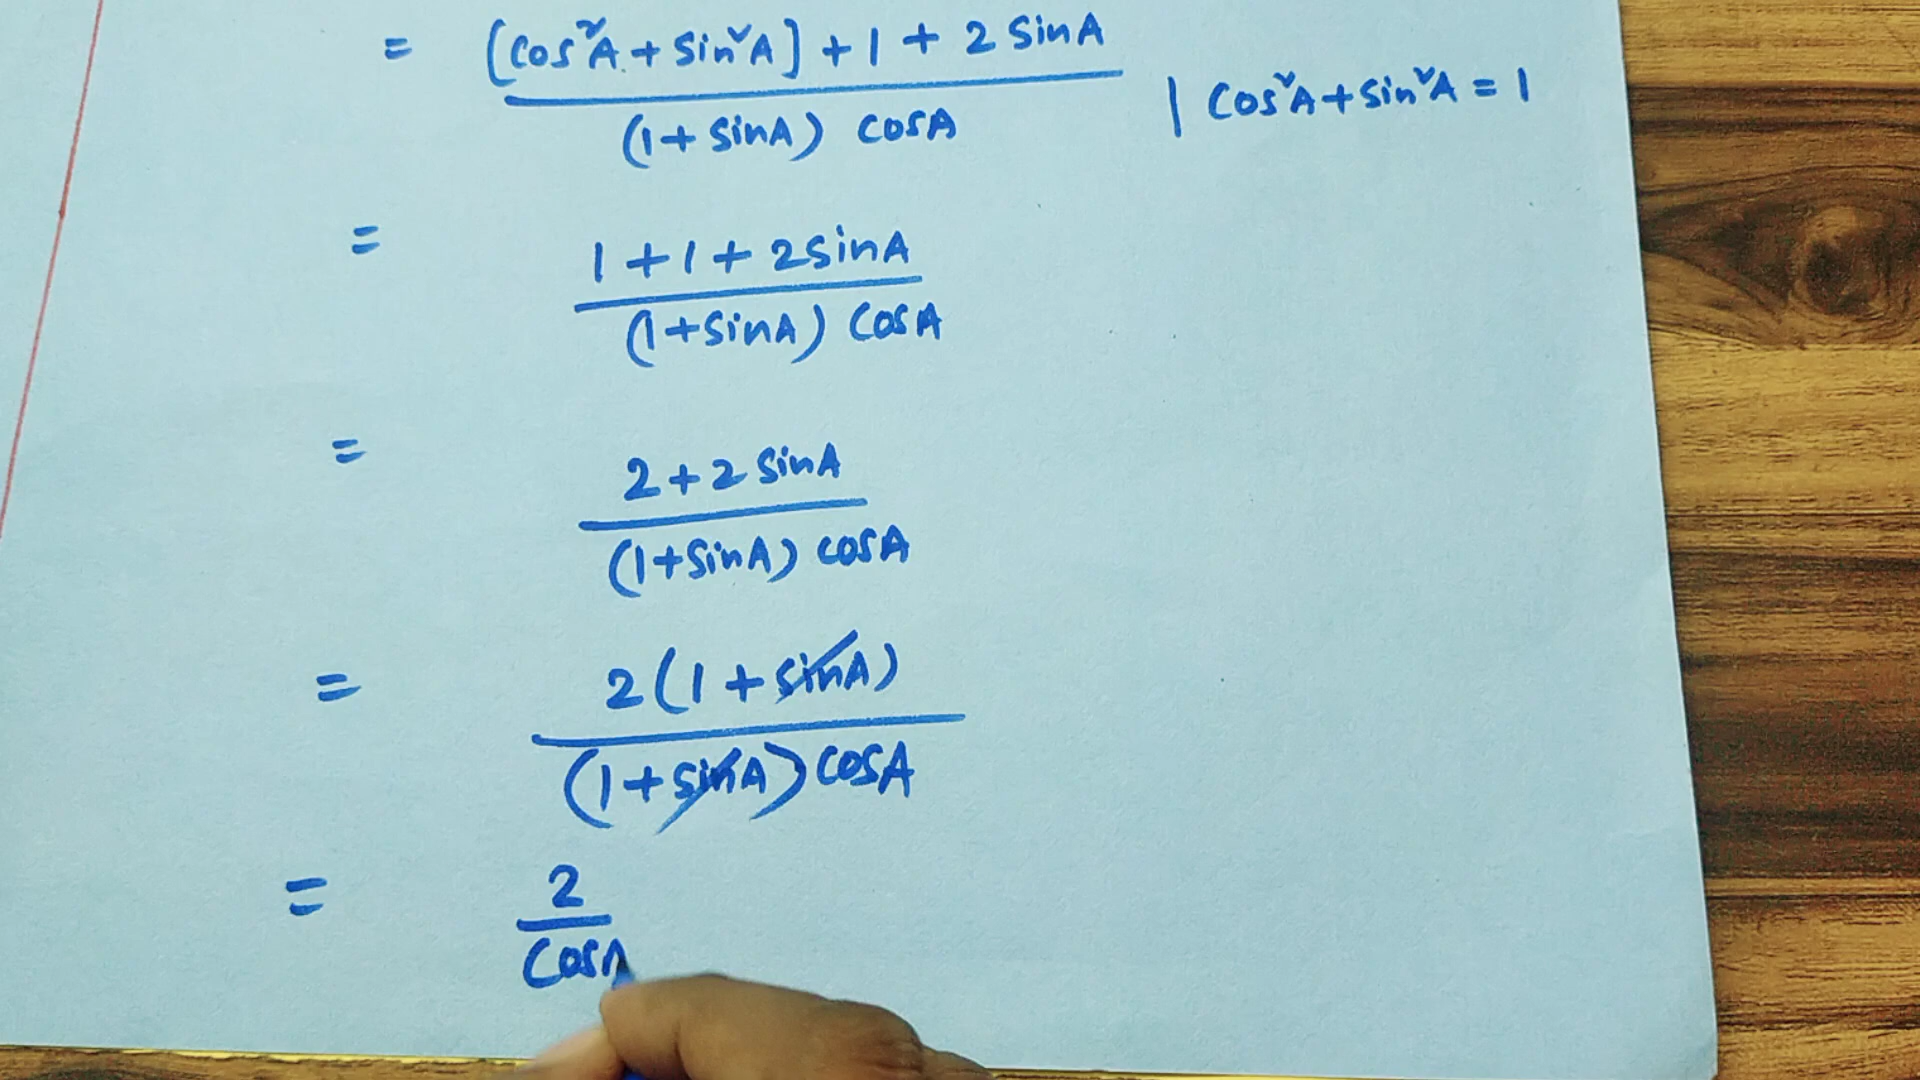 = [cos²A + sin²A] + 1 + 2 sinA
(1 + sinA) cosA
| cos²A + sin²A = 1
= 1 + 1 + 2sinA
(1 + sinA) cosA
= 2 + 2 sinA
(1 + sinA) cosA
= 2 (1 + sinA)
(1 + sinA) cosA
= 2
cosA